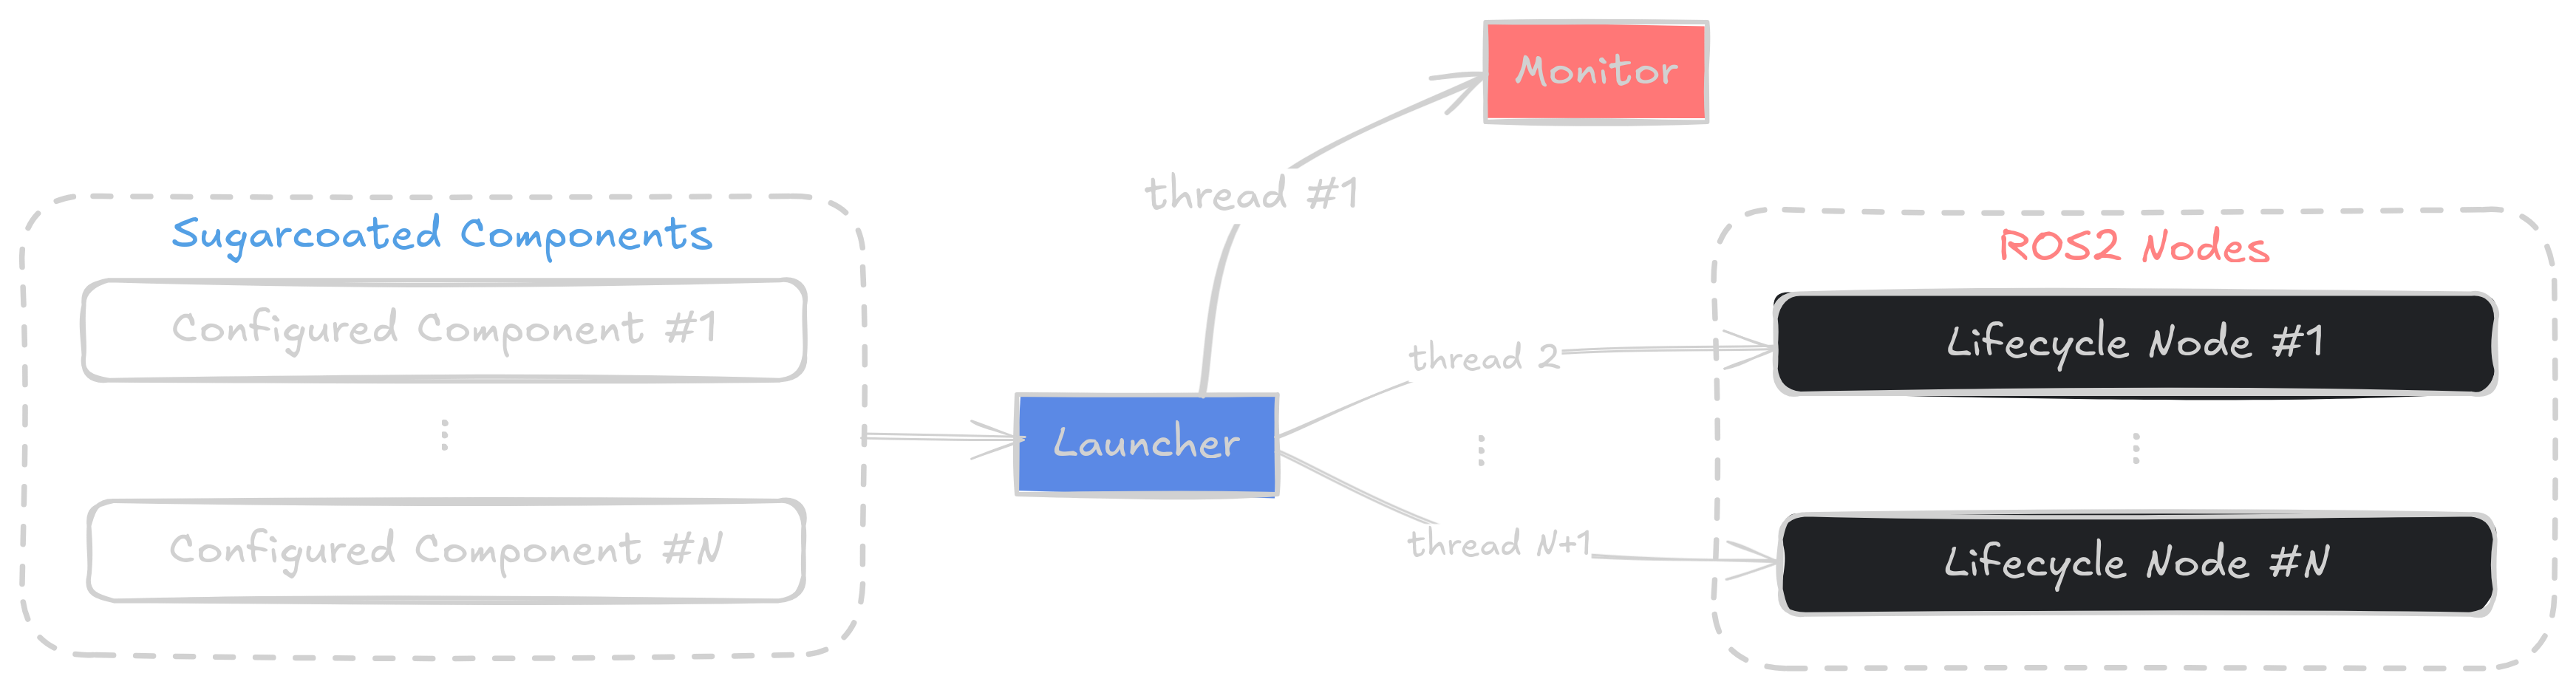 Monitor
thread #1
Sugarcoated Components
Configured Component #1
Configured Component #N
Launcher
thread 2
thread N+1
ROS2 Nodes
Lifecycle Node #1
Lifecycle Node #N